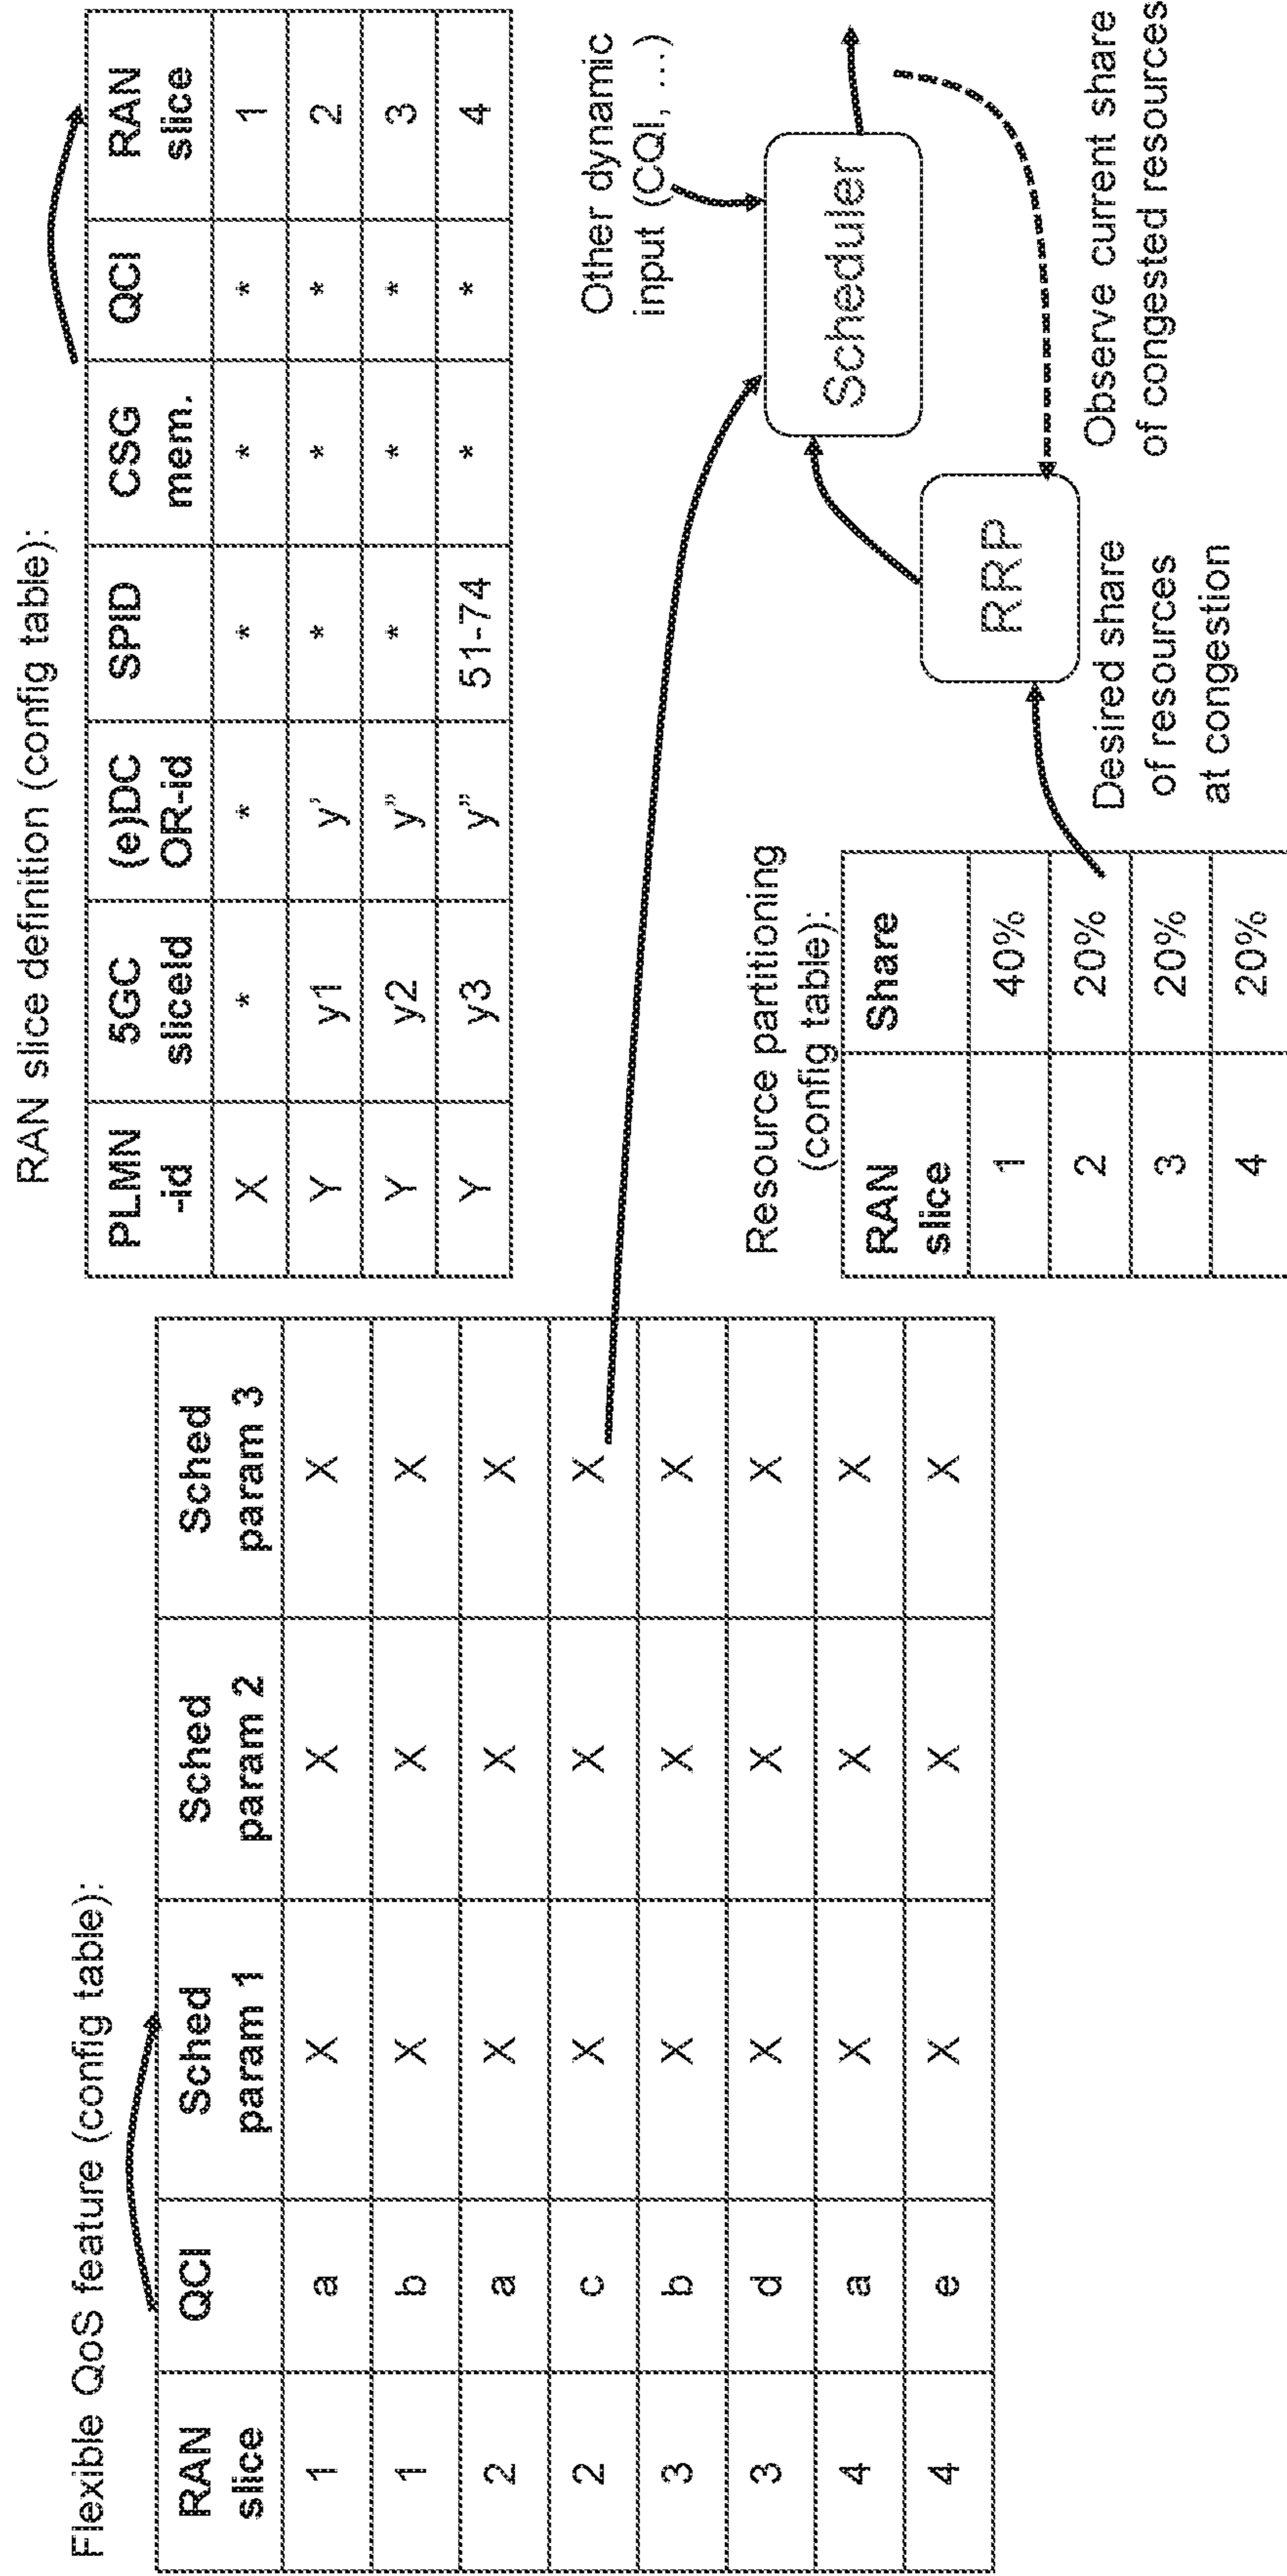 Flexible QoS feature (config table):
RAN slice QCI Sched param 1 Sched param 2 Sched param 3
1 a X X X
1 b X X X
2 a X X X
2 c X X X
3 b X X X
3 d X X X
4 a X X X
4 e X X X
RAN slice definition (config table):
PLMN -id 5GC sliceId (e)DC OR-id SPID CSG mem. QCI RAN slice
X * * * * * 1
Y y1 y' * * * 2
Y y2 y" * * * 3
Y y3 y" 51-74 * * 4
Resource partitioning
(config table):
RAN slice Share
1 40%
2 20%
3 20%
4 20%
Desired share
of resources
at congestion
RRP
Scheduler
Other dynamic
input (CQI, ...)
Observe current share
of congested resources